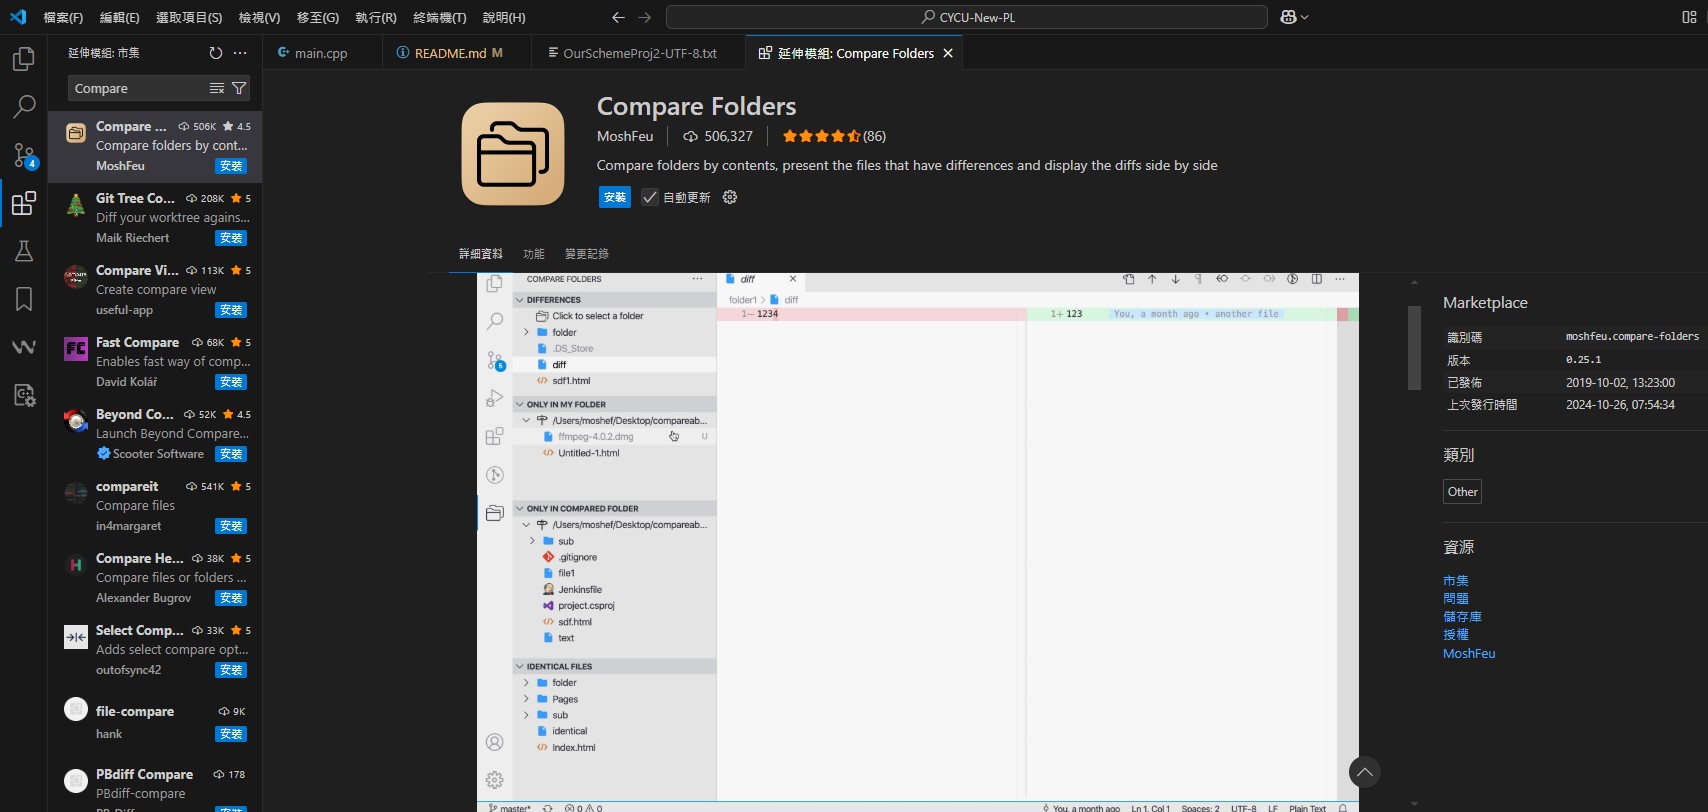 檔案(F) 編輯(E) 選取項目(S) 檢視(V) 移至(G) 執行(R) 終端機(T) 說明(H)
CYCU-New-PL
延伸模組: 市集
Compare
4
Compare ... 506K 4.5
Compare folders by cont...
MoshFeu 安裝
Git Tree Co... 208K 5
Diff your worktree agains...
Maik Riechert 安裝
Compare Vi... 113K 5
Create compare view
useful-app 安裝
Fast Compare 68K 5
Enables fast way of comp...
David Kolář 安裝
Beyond Co... 52K 4.5
Launch Beyond Compare...
Scooter Software 安裝
compareit 541K 5
Compare files
in4margaret 安裝
Compare He... 38K 5
Compare files or folders ...
Alexander Bugrov 安裝
Select Comp... 33K 5
Adds select compare opt...
outofsync42 安裝
file-compare 9K
hank 安裝
PBdiff Compare 178
PBdiff-compare
main.cpp
README.md M
OurSchemeProj2-UTF-8.txt
延伸模組: Compare Folders
Compare Folders
MoshFeu 506,327 (86)
Compare folders by contents, present the files that have differences and display the diffs side by side
安裝 自動更新
詳細資料 功能 變更記錄
COMPARE FOLDERS
DIFFERENCES
Click to select a folder
folder
.DS_Store
diff
sdf1.html
ONLY IN MY FOLDER
/Users/moshef/Desktop/compareab...
ffmpeg-4.0.2.dmg U
Untitled-1.html
ONLY IN COMPARED FOLDER
/Users/moshef/Desktop/compareab...
sub
.gitignore
file1
Jenkinsfile
project.csproj
sdf.html
text
IDENTICAL FILES
folder
Pages
sub
identical
index.html
diff
folder1 > diff
1— 1234
1+ 123 You, a month ago • another file
master* 0 0 You, a month ago Ln 1, Col 1 Spaces: 2 UTF-8 LF Plain Text
Marketplace
識別碼 moshfeu.compare-folders
版本 0.25.1
已發佈 2019-10-02, 13:23:00
上次發行時間 2024-10-26, 07:54:34
類別
Other
資源
市集
問題
儲存庫
授權
MoshFeu